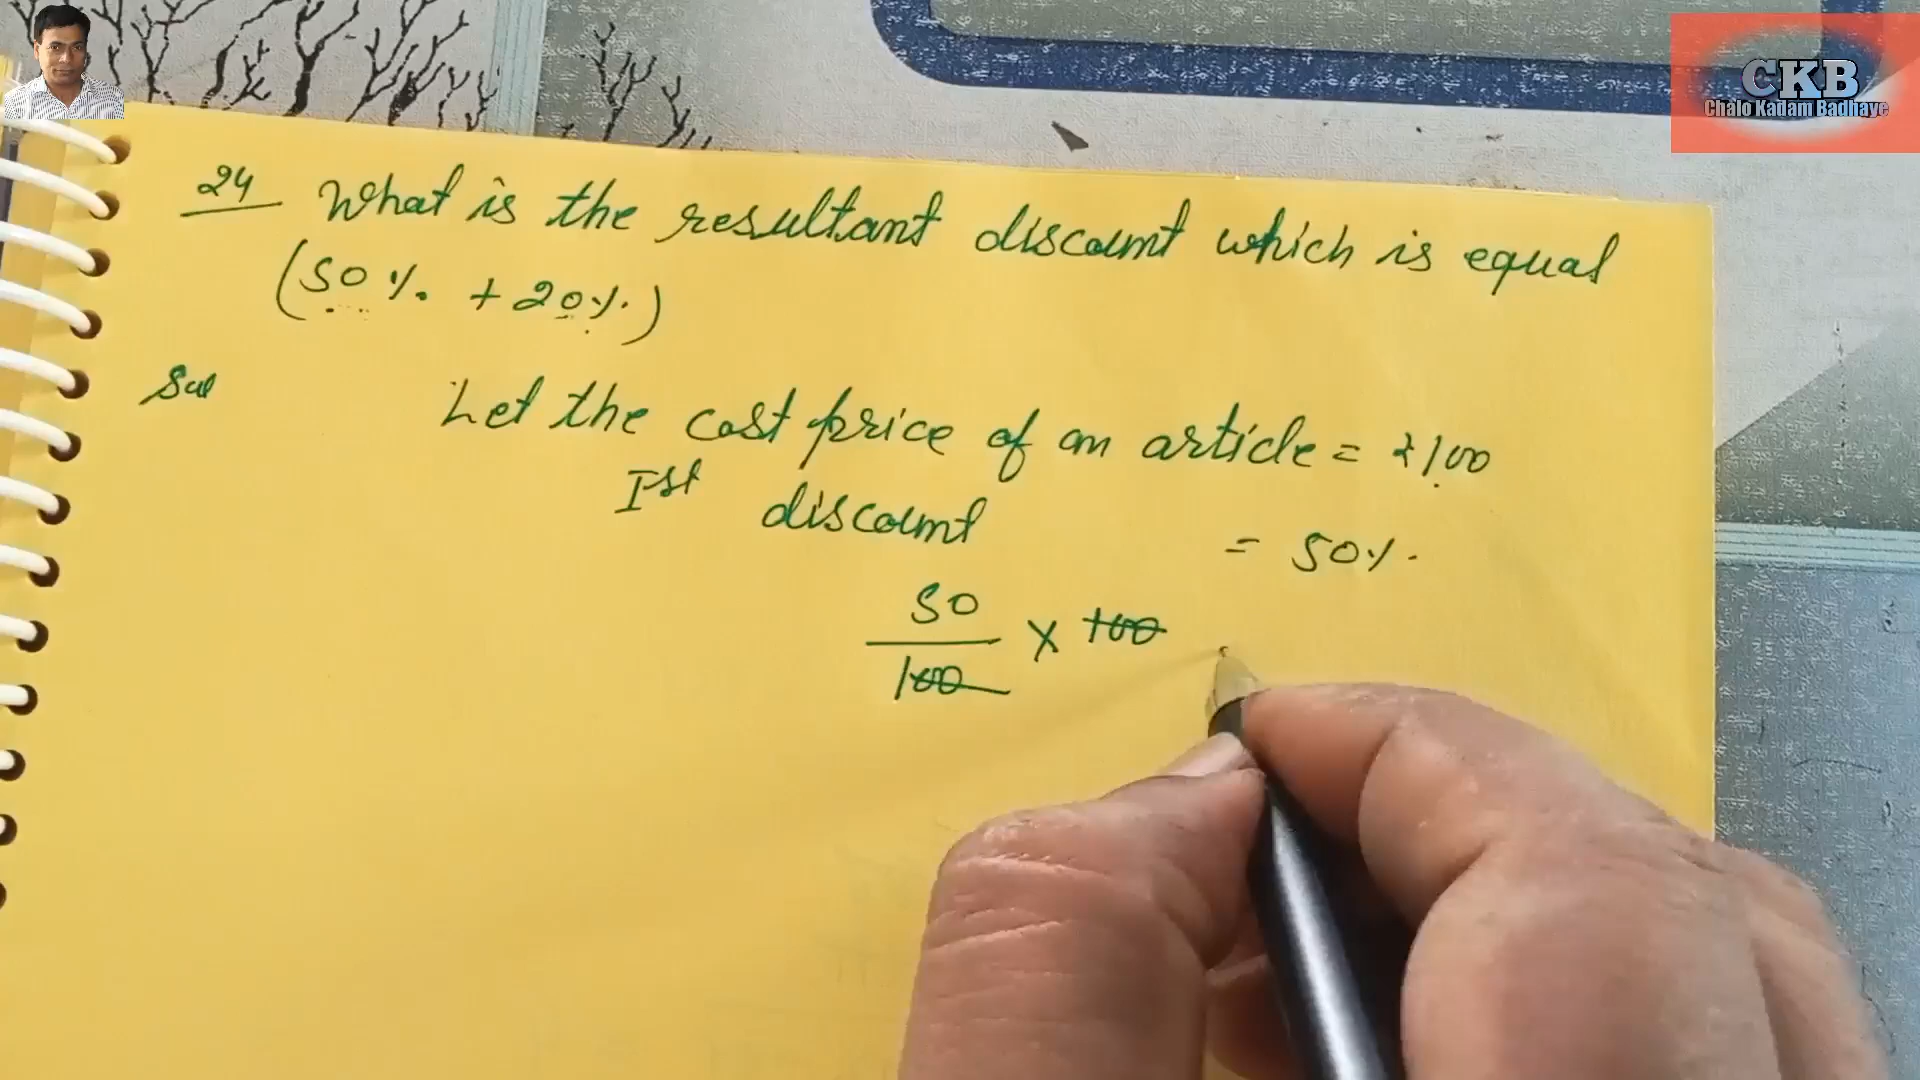 CKB
Chalo Kadam Badhaye
24 What is the resultant discount which is equal
(50% + 20%)
Sol Let the cost price of an article = ₹100
Ist discount = 50%
50
100 × 100